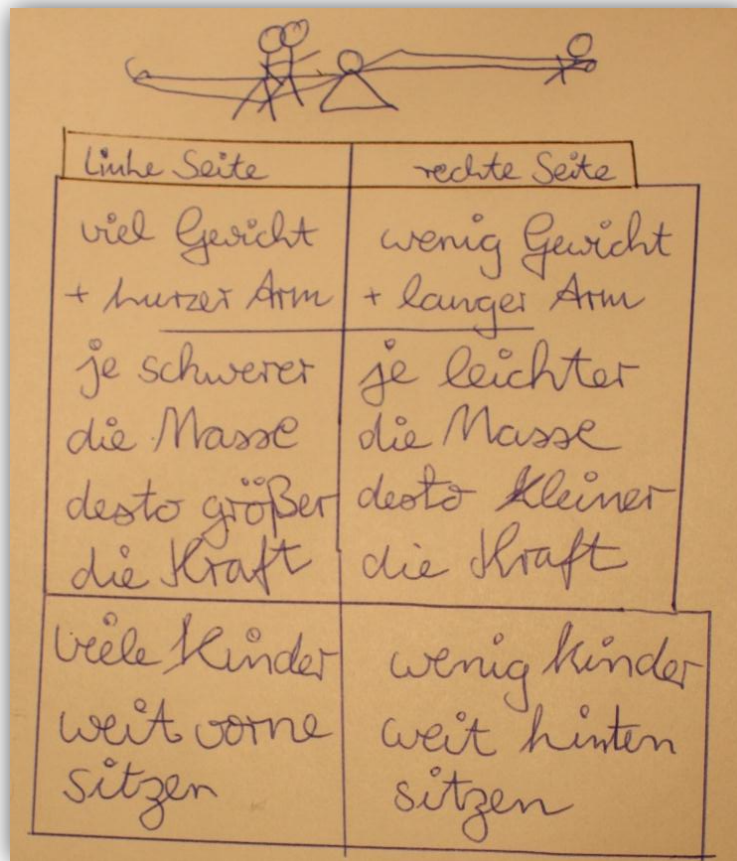 linke Seite
rechte Seite
viel Gewicht
+ kurzer Arm
wenig Gewicht
+ langer Arm
je schwerer
die Masse
desto größer
die Kraft
je leichter
die Masse
desto kleiner
die Kraft
viele Kinder
weit vorne
sitzen
wenig Kinder
weit hinten
sitzen